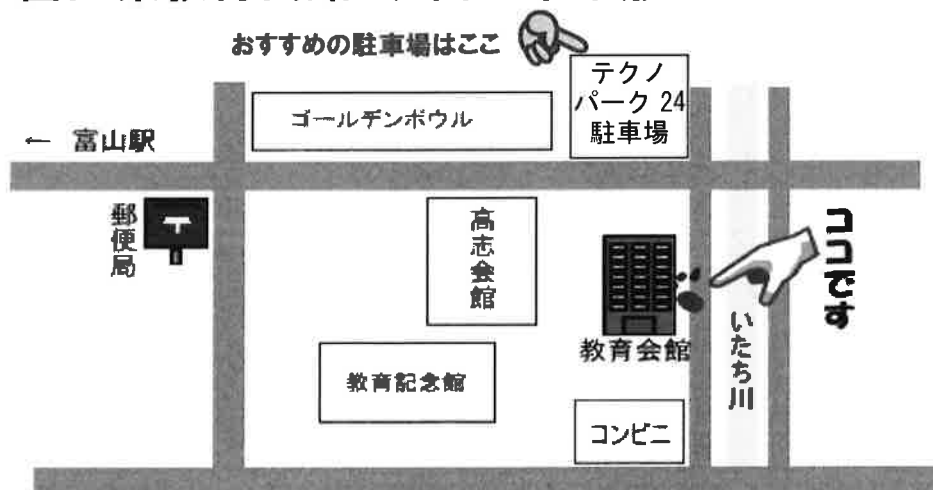 おすすめの駐車場はここ
テクノ
パーク 24
駐車場
ゴールデンボウル
← 富山駅
郵便局
高志会館
ココです
教育会館
いたち川
教育記念館
コンビニ